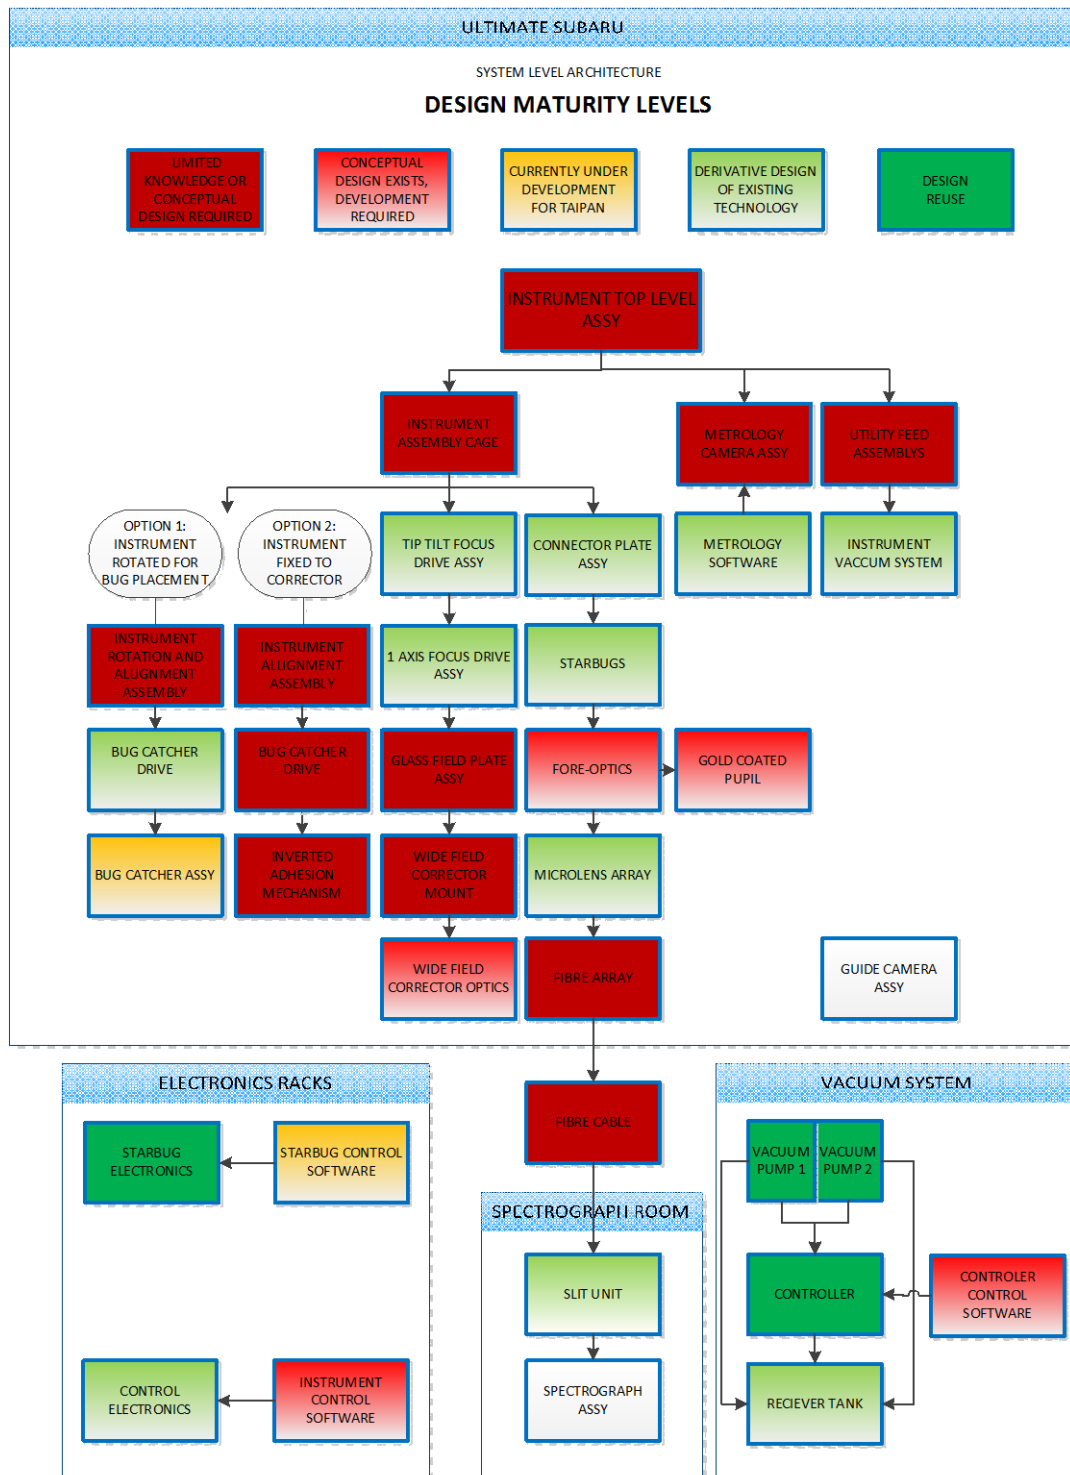 ULTIMATE SUBARU
SYSTEM LEVEL ARCHITECTURE
DESIGN MATURITY LEVELS
LIMITED
KNOWLEDGE OR
CONCEPTUAL
DESIGN REQUIRED
CONCEPTUAL
DESIGN EXISTS,
DEVELOPMENT
REQUIRED
CURRENTLY UNDER
DEVELOPMENT
FOR TAIPAN
DERIVATIVE DESIGN
OF EXISTING
TECHNOLOGY
DESIGN
REUSE
INSTRUMENT TOP LEVEL
ASSY
INSTRUMENT
ASSEMBLY CAGE
METROLOGY
CAMERA ASSY
UTILITY FEED
ASSEMBLYS
OPTION 1:
INSTRUMENT
ROTATED FOR
BUG PLACEMENT
OPTION 2:
INSTRUMENT
FIXED TO
CORRECTOR
TIP TILT FOCUS
DRIVE ASSY
CONNECTOR PLATE
ASSY
METROLOGY
SOFTWARE
INSTRUMENT
VACCUM SYSTEM
INSTRUMENT
ROTATION AND
ALLIGNMENT
ASSEMBLY
INSTRUMENT
ALLIGNMENT
ASSEMBLY
1 AXIS FOCUS DRIVE
ASSY
STARBUGS
BUG CATCHER
DRIVE
BUG CATCHER
DRIVE
GLASS FIELD PLATE
ASSY
FORE-OPTICS
GOLD COATED
PUPIL
BUG CATCHER ASSY
INVERTED
ADHESION
MECHANISM
WIDE FIELD
CORRECTOR
MOUNT
MICROLENS ARRAY
WIDE FIELD
CORRECTOR OPTICS
FIBRE ARRAY
GUIDE CAMERA
ASSY
ELECTRONICS RACKS
STARBUG
ELECTRONICS
STARBUG CONTROL
SOFTWARE
CONTROL
ELECTRONICS
INSTRUMENT
CONTROL
SOFTWARE
FIBRE CABLE
SPECTROGRAPH ROOM
SLIT UNIT
SPECTROGRAPH
ASSY
VACUUM SYSTEM
VACUUM
PUMP 1
VACUUM
PUMP 2
CONTROLLER
CONTROLER
CONTROL
SOFTWARE
RECIEVER TANK